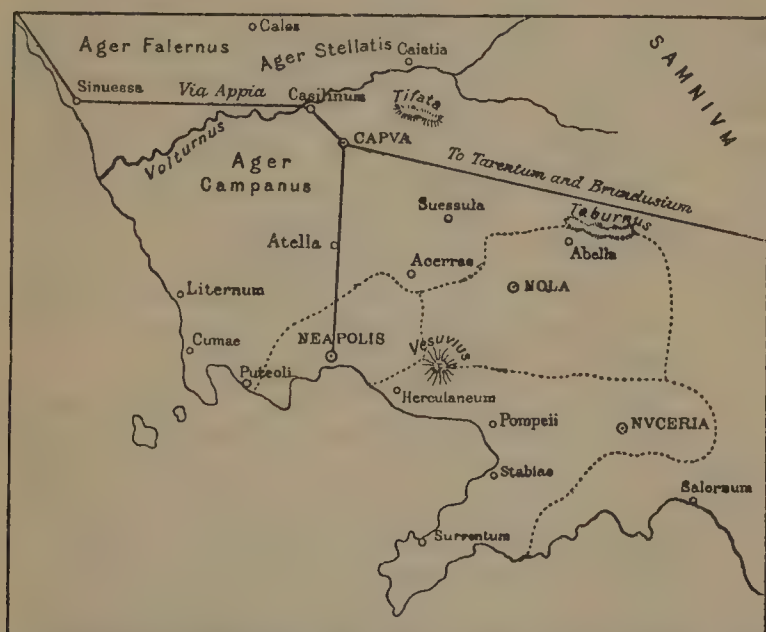 Cales
Ager Falernus
Ager Stellatis
Caiatia
SAMNIVM
Sinuessa
Via Appia
Casilinum
Tifata
Volturnus
CAPVA
Ager
Campanus
To Tarentum and Brundusium
Suessula
Taburnus
Atella
Abella
Acerrae
Liternum
NOLA
Cumae
NEAPOLIS
Vesuvius
Puteoli
Herculaneum
Pompeii
NVCERIA
Stabiae
Salernum
Surrentum